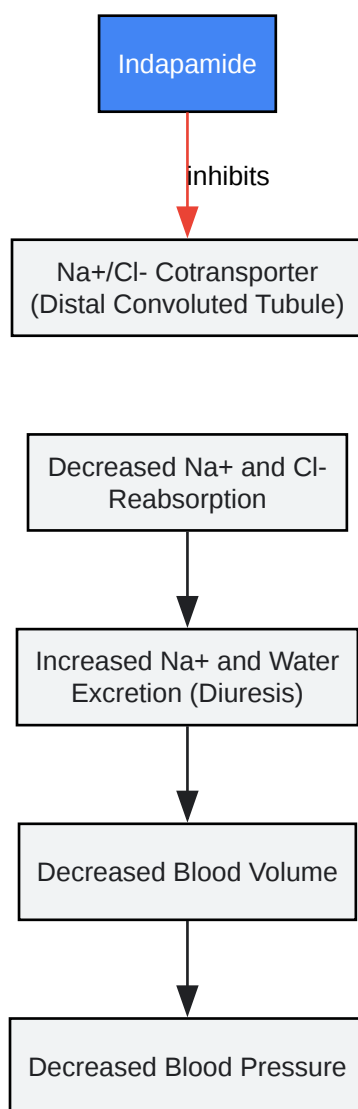 Indapamide
inhibits
Na+/Cl- Cotransporter
(Distal Convoluted Tubule)
Decreased Na+ and Cl-
Reabsorption
Increased Na+ and Water
Excretion (Diuresis)
Decreased Blood Volume
Decreased Blood Pressure